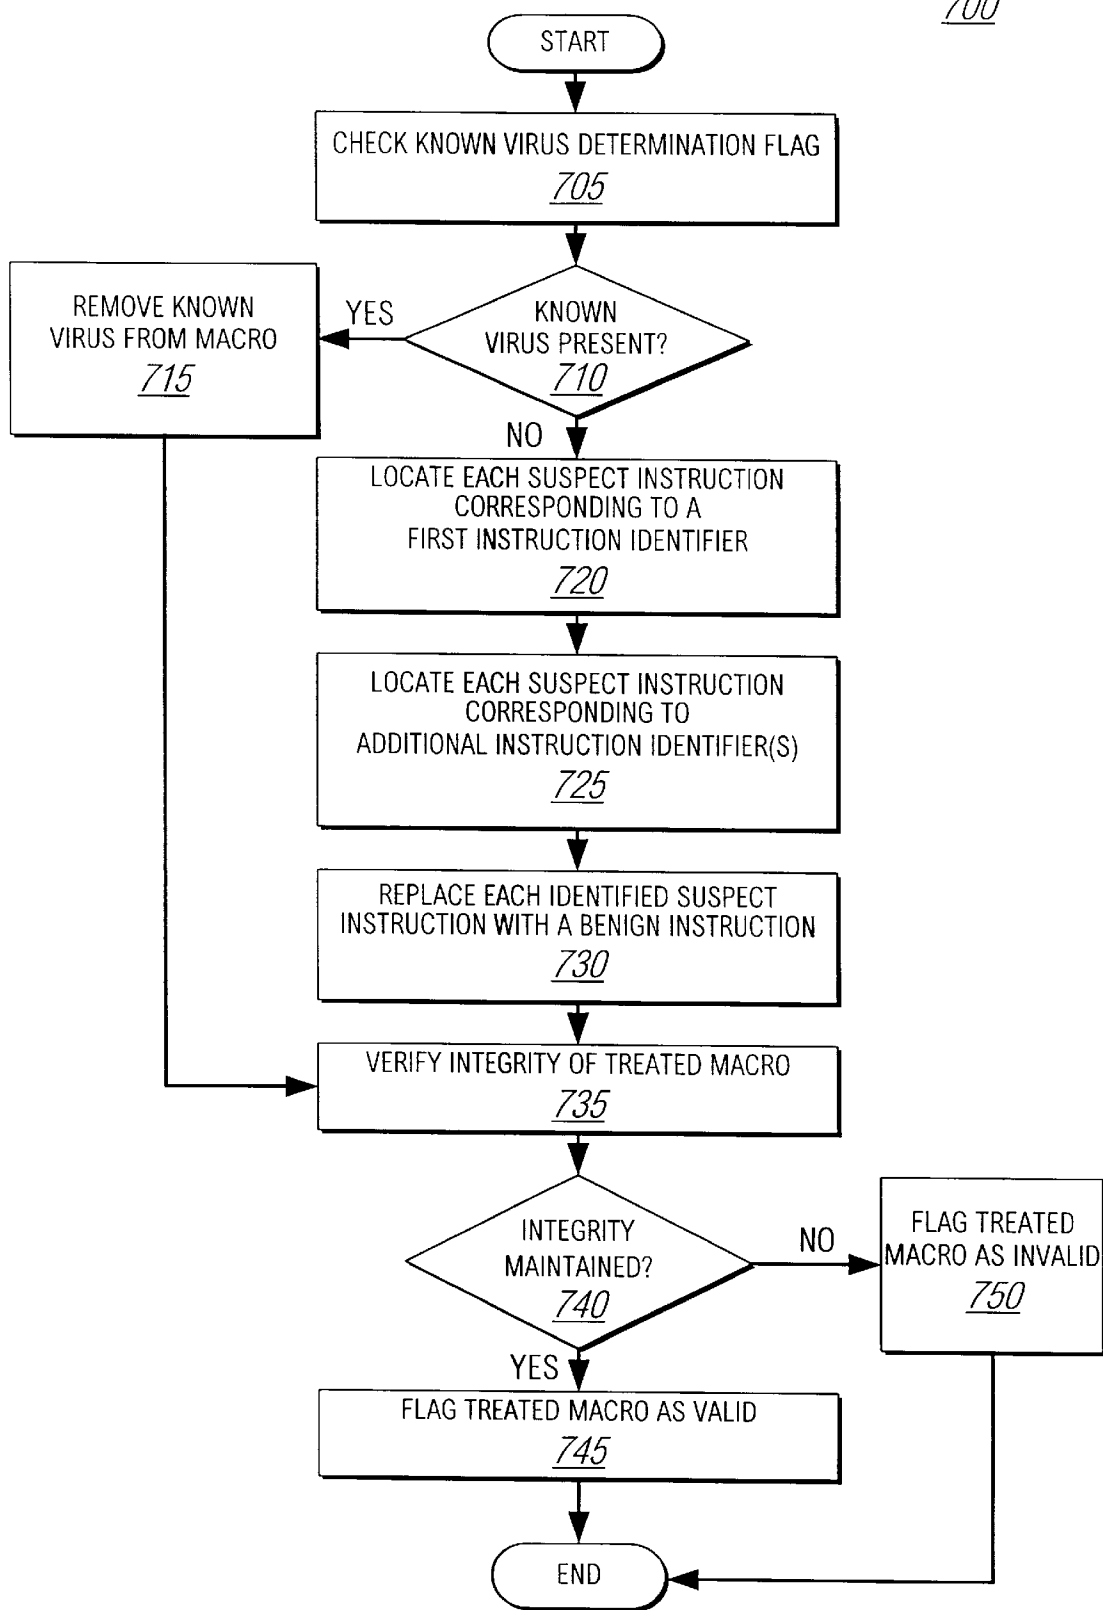 700
START
CHECK KNOWN VIRUS DETERMINATION FLAG
705
REMOVE KNOWN
VIRUS FROM MACRO
715
YES
KNOWN
VIRUS PRESENT?
710
NO
LOCATE EACH SUSPECT INSTRUCTION
CORRESPONDING TO A
FIRST INSTRUCTION IDENTIFIER
720
LOCATE EACH SUSPECT INSTRUCTION
CORRESPONDING TO
ADDITIONAL INSTRUCTION IDENTIFIER(S)
725
REPLACE EACH IDENTIFIED SUSPECT
INSTRUCTION WITH A BENIGN INSTRUCTION
730
VERIFY INTEGRITY OF TREATED MACRO
735
INTEGRITY
MAINTAINED?
740
NO
FLAG TREATED
MACRO AS INVALID
750
YES
FLAG TREATED MACRO AS VALID
745
END